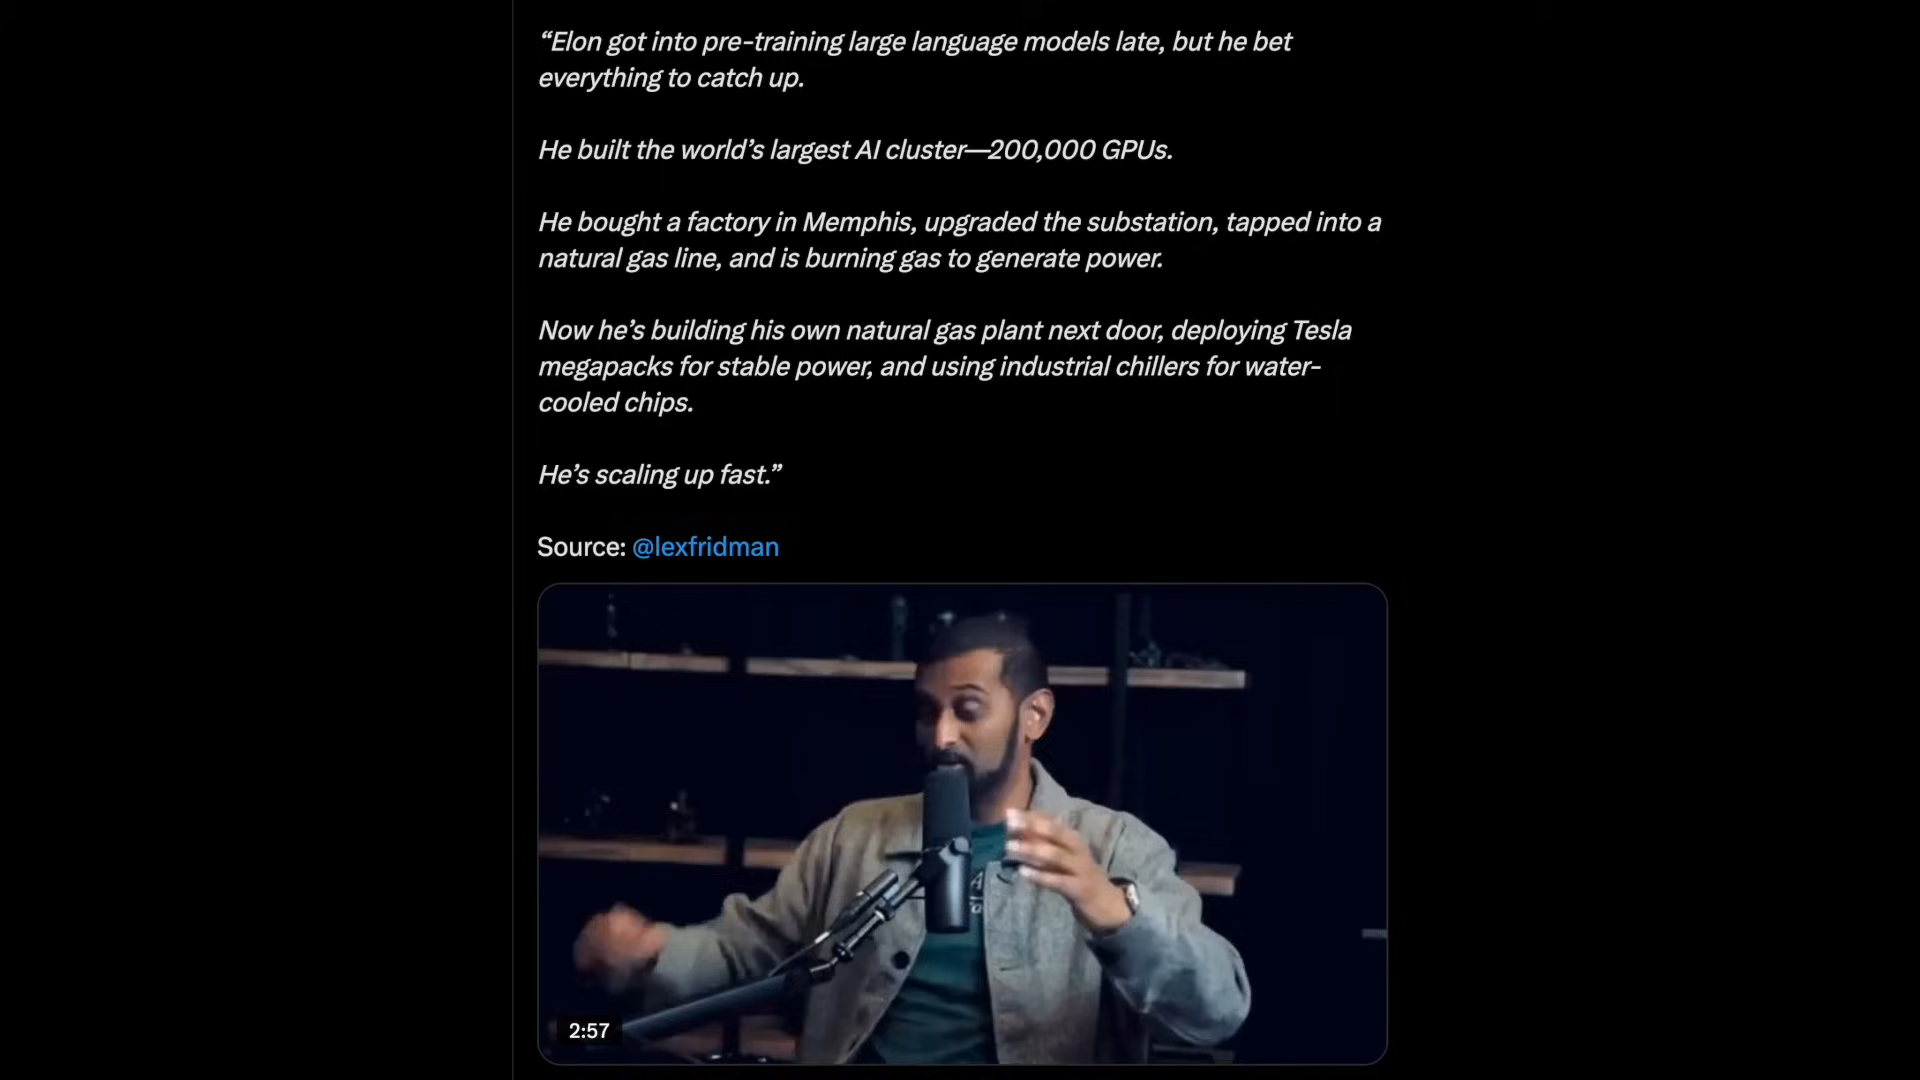 “Elon got into pre-training large language models late, but he bet
everything to catch up.
He built the world’s largest AI cluster—200,000 GPUs.
He bought a factory in Memphis, upgraded the substation, tapped into a
natural gas line, and is burning gas to generate power.
Now he’s building his own natural gas plant next door, deploying Tesla
megapacks for stable power, and using industrial chillers for water-
cooled chips.
He’s scaling up fast.”
Source: @lexfridman
2:57